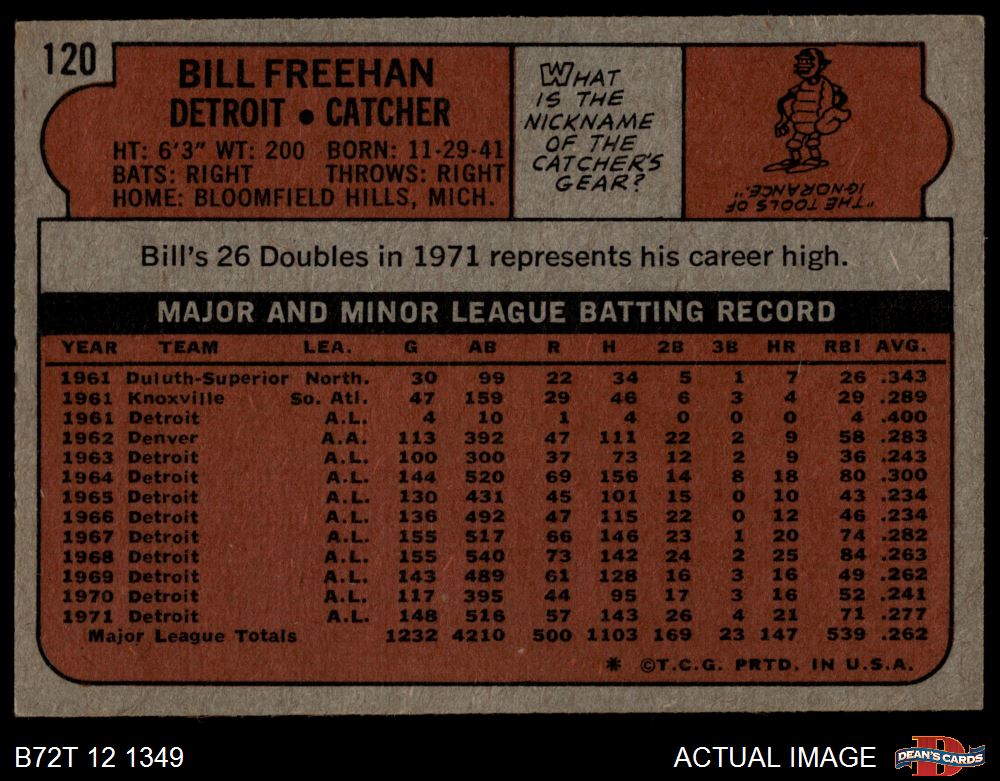 120
BILL FREEHAN
DETROIT • CATCHER
HT: 6'3" WT: 200 BORN: 11-29-41
BATS: RIGHT THROWS: RIGHT
HOME: BLOOMFIELD HILLS, MICH.
WHAT
IS THE
NICKNAME
OF THE
CATCHER'S
GEAR?
"THE TOOLS OF
IGNORANCE."
Bill's 26 Doubles in 1971 represents his career high.
MAJOR AND MINOR LEAGUE BATTING RECORD
YEAR TEAM LEA. G AB R H 2B 3B HR RBI AVG.
1961 Duluth-Superior North. 30 99 22 34 5 1 7 26 .343
1961 Knoxville So. Atl. 47 159 29 46 6 3 4 29 .289
1961 Detroit A.L. 4 10 1 4 0 0 0 4 .400
1962 Denver A.A. 113 392 47 111 22 2 9 58 .283
1963 Detroit A.L. 100 300 37 73 12 2 9 36 .243
1964 Detroit A.L. 144 520 69 156 14 8 18 80 .300
1965 Detroit A.L. 130 431 45 101 15 0 10 43 .234
1966 Detroit A.L. 136 492 47 115 22 0 12 46 .234
1967 Detroit A.L. 155 517 66 146 23 1 20 74 .282
1968 Detroit A.L. 155 540 73 142 24 2 25 84 .263
1969 Detroit A.L. 143 489 61 128 16 3 16 49 .262
1970 Detroit A.L. 117 395 44 95 17 3 16 52 .241
1971 Detroit A.L. 148 516 57 143 26 4 21 71 .277
Major League Totals 1232 4210 500 1103 169 23 147 539 .262
* ©T.C.G. PRTD. IN U.S.A.
B72T 12 1349
ACTUAL IMAGE
DEAN'S CARDS